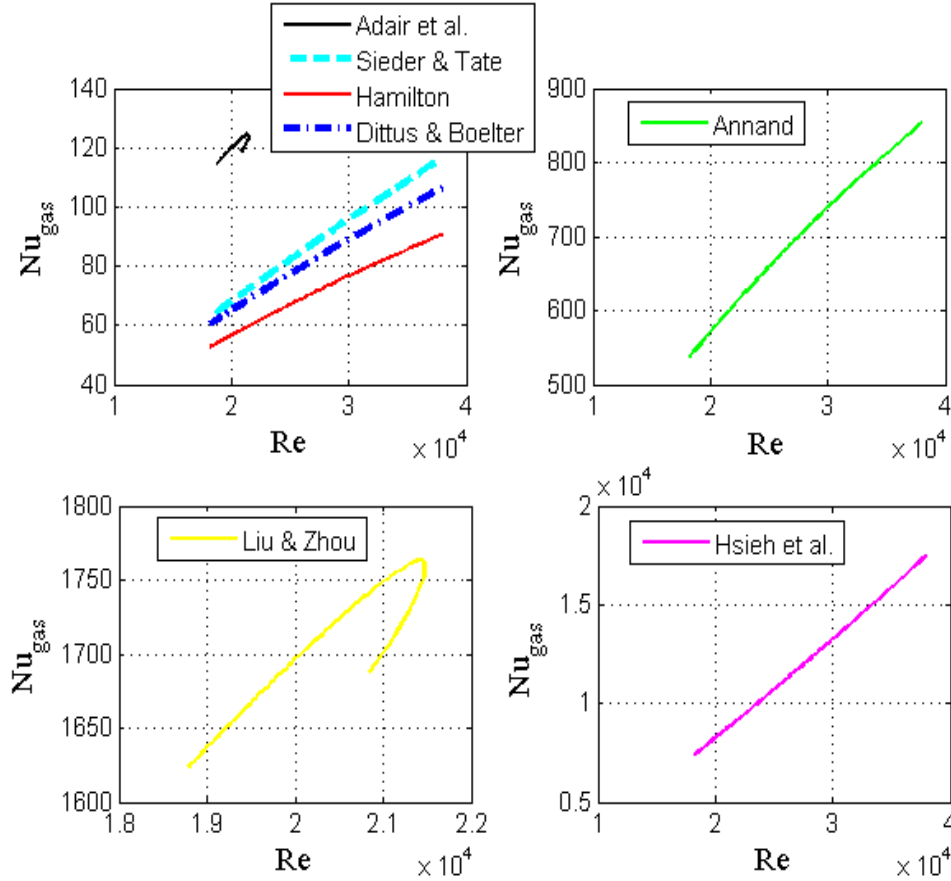 Adair et al.
Sieder & Tate
Hamilton
Dittus & Boelter
140
120
100
80
60
40
Nu_gas
1 2 3 4
Re
× 10^4
Annand
900
800
700
600
500
Nu_gas
1 2 3 4
Re
× 10^4
Liu & Zhou
1800
1750
1700
1650
1600
Nu_gas
1.8 1.9 2 2.1 2.2
Re
× 10^4
× 10^4
Hsieh et al.
2
1.5
1
0.5
Nu_gas
1 2 3 4
Re
× 10^4